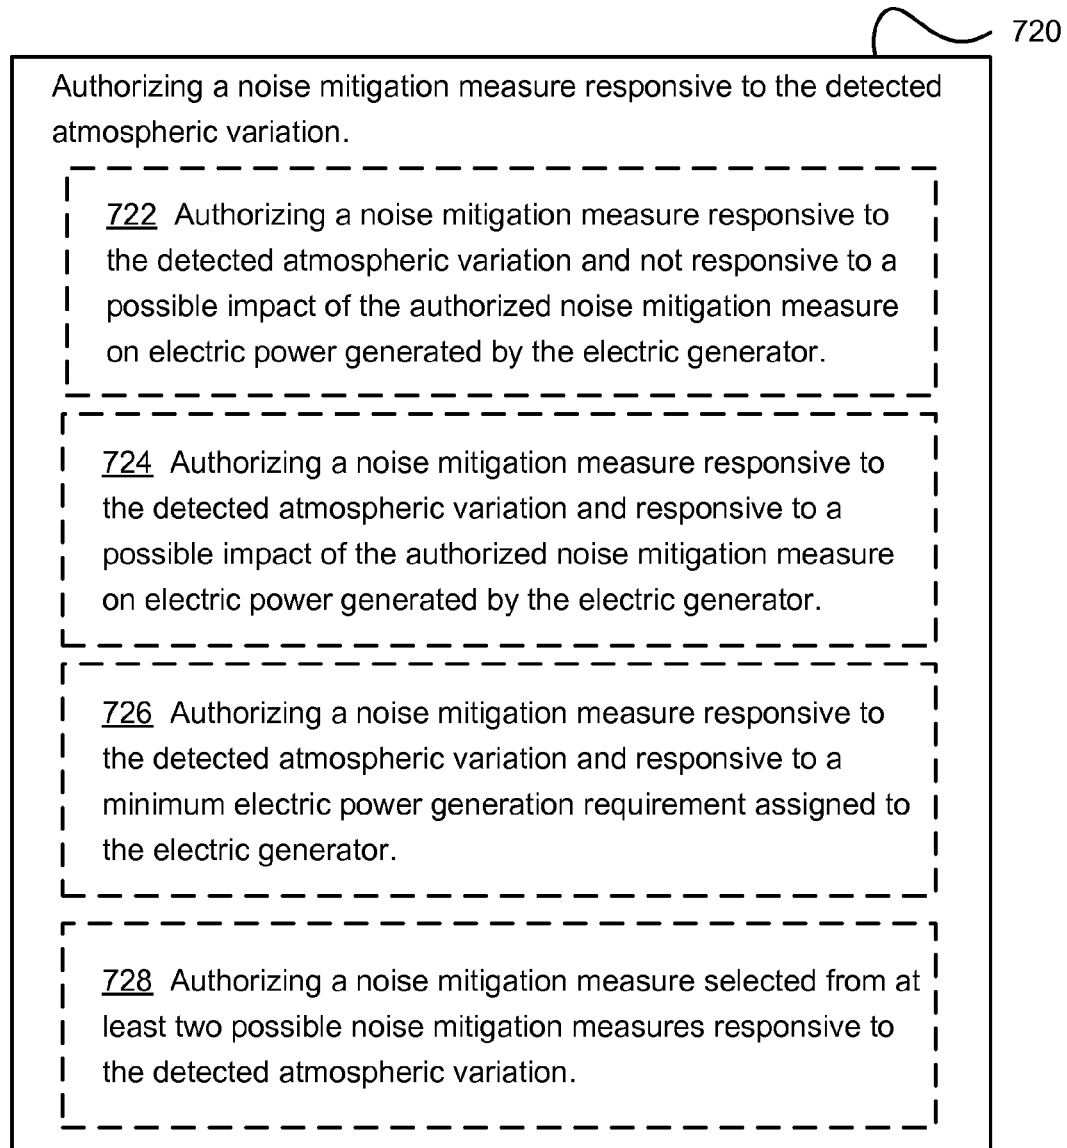 720
Authorizing a noise mitigation measure responsive to the detected
atmospheric variation.
722 Authorizing a noise mitigation measure responsive to
the detected atmospheric variation and not responsive to a
possible impact of the authorized noise mitigation measure
on electric power generated by the electric generator.
724 Authorizing a noise mitigation measure responsive to
the detected atmospheric variation and responsive to a
possible impact of the authorized noise mitigation measure
on electric power generated by the electric generator.
726 Authorizing a noise mitigation measure responsive to
the detected atmospheric variation and responsive to a
minimum electric power generation requirement assigned to
the electric generator.
728 Authorizing a noise mitigation measure selected from at
least two possible noise mitigation measures responsive to
the detected atmospheric variation.